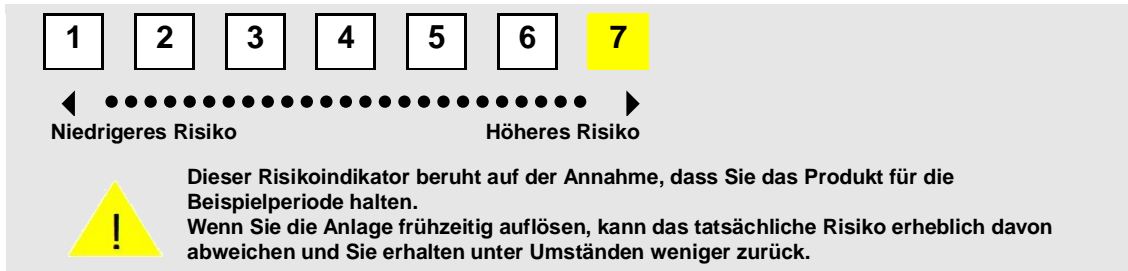 1 2 3 4 5 6 7
Niedrigeres Risiko Höheres Risiko
Dieser Risikoindikator beruht auf der Annahme, dass Sie das Produkt für die
Beispielperiode halten.
Wenn Sie die Anlage frühzeitig auflösen, kann das tatsächliche Risiko erheblich davon
abweichen und Sie erhalten unter Umständen weniger zurück.
!